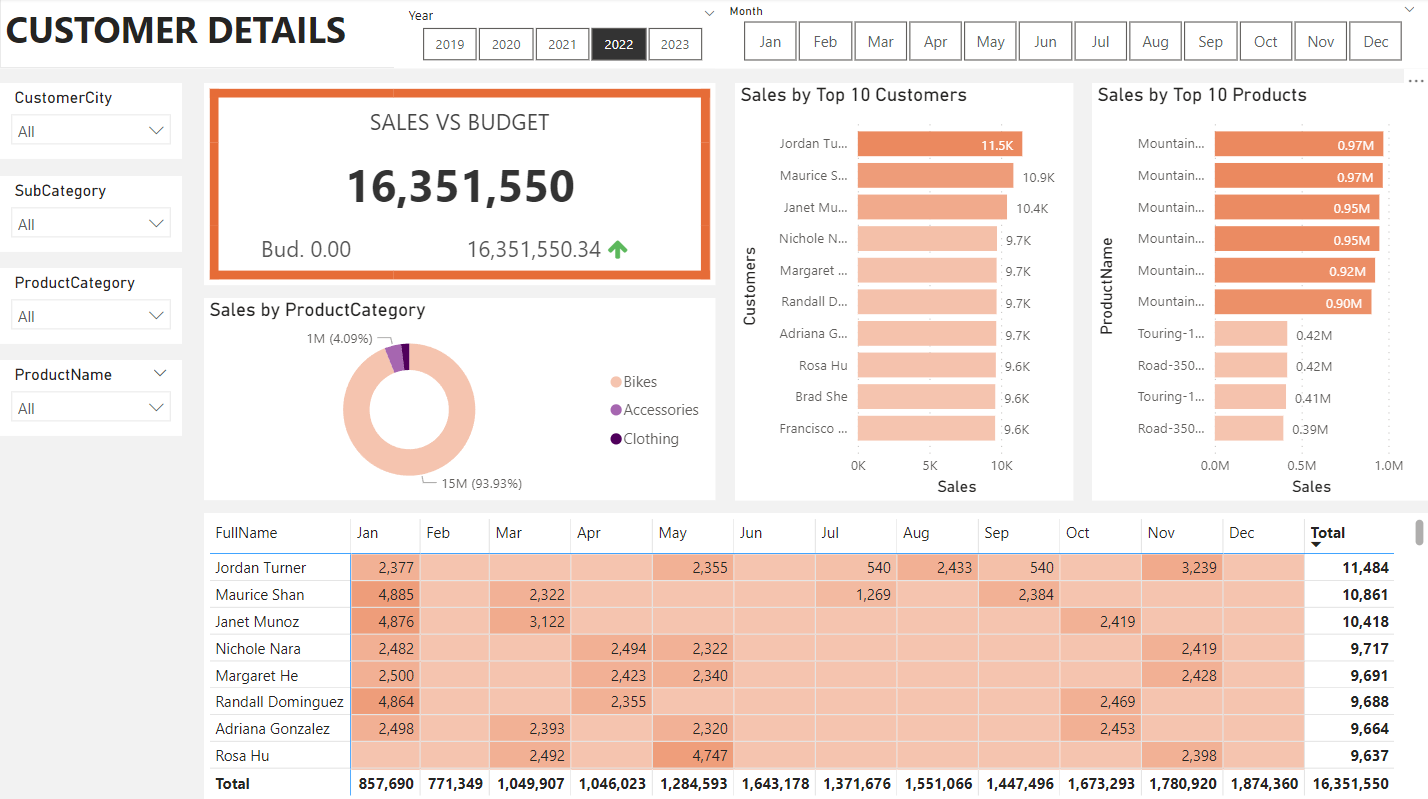 CUSTOMER DETAILS
Year
2019 2020 2021 2022 2023
Month
Jan Feb Mar Apr May Jun Jul Aug Sep Oct Nov Dec
CustomerCity
All
SubCategory
All
ProductCategory
All
ProductName
All
SALES VS BUDGET
16,351,550
Bud. 0.00 16,351,550.34
Sales by ProductCategory
1M (4.09%)
15M (93.93%)
Bikes
Accessories
Clothing
Sales by Top 10 Customers
Customers
Jordan Tu... 11.5K
Maurice S... 10.9K
Janet Mu... 10.4K
Nichole N... 9.7K
Margaret ... 9.7K
Randall D... 9.7K
Adriana G... 9.7K
Rosa Hu 9.6K
Brad She 9.6K
Francisco ... 9.6K
0K 5K 10K
Sales
Sales by Top 10 Products
ProductName
Mountain... 0.97M
Mountain... 0.97M
Mountain... 0.95M
Mountain... 0.95M
Mountain... 0.92M
Mountain... 0.90M
Touring-1... 0.42M
Road-350... 0.42M
Touring-1... 0.41M
Road-350... 0.39M
0.0M 0.5M 1.0M
Sales
FullName Jan Feb Mar Apr May Jun Jul Aug Sep Oct Nov Dec Total
Jordan Turner 2,377 2,355 540 2,433 540 3,239 11,484
Maurice Shan 4,885 2,322 1,269 2,384 10,861
Janet Munoz 4,876 3,122 2,419 10,418
Nichole Nara 2,482 2,494 2,322 2,419 9,717
Margaret He 2,500 2,423 2,340 2,428 9,691
Randall Dominguez 4,864 2,355 2,469 9,688
Adriana Gonzalez 2,498 2,393 2,320 2,453 9,664
Rosa Hu 2,492 4,747 2,398 9,637
Total 857,690 771,349 1,049,907 1,046,023 1,284,593 1,643,178 1,371,676 1,551,066 1,447,496 1,673,293 1,780,920 1,874,360 16,351,550